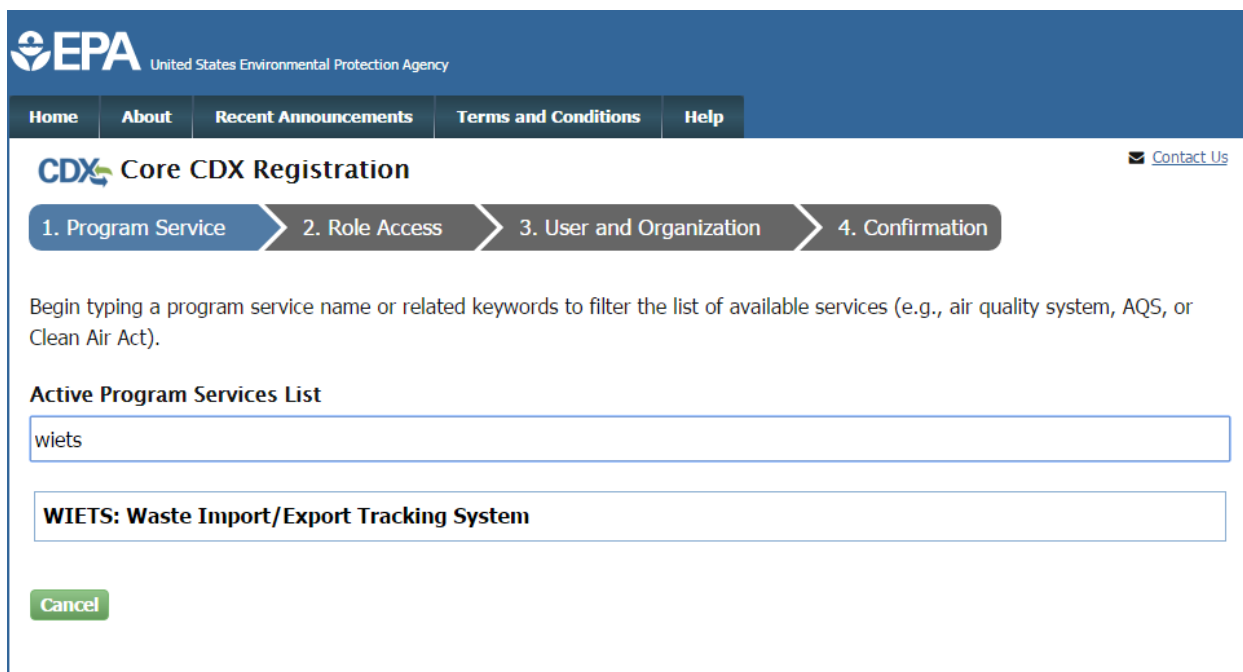 EPA United States Environmental Protection Agency
Home About Recent Announcements Terms and Conditions Help
Contact Us
CDX Core CDX Registration
1. Program Service 2. Role Access 3. User and Organization 4. Confirmation
Begin typing a program service name or related keywords to filter the list of available services (e.g., air quality system, AQS, or
Clean Air Act).
Active Program Services List
wiets
WIETS: Waste Import/Export Tracking System
Cancel